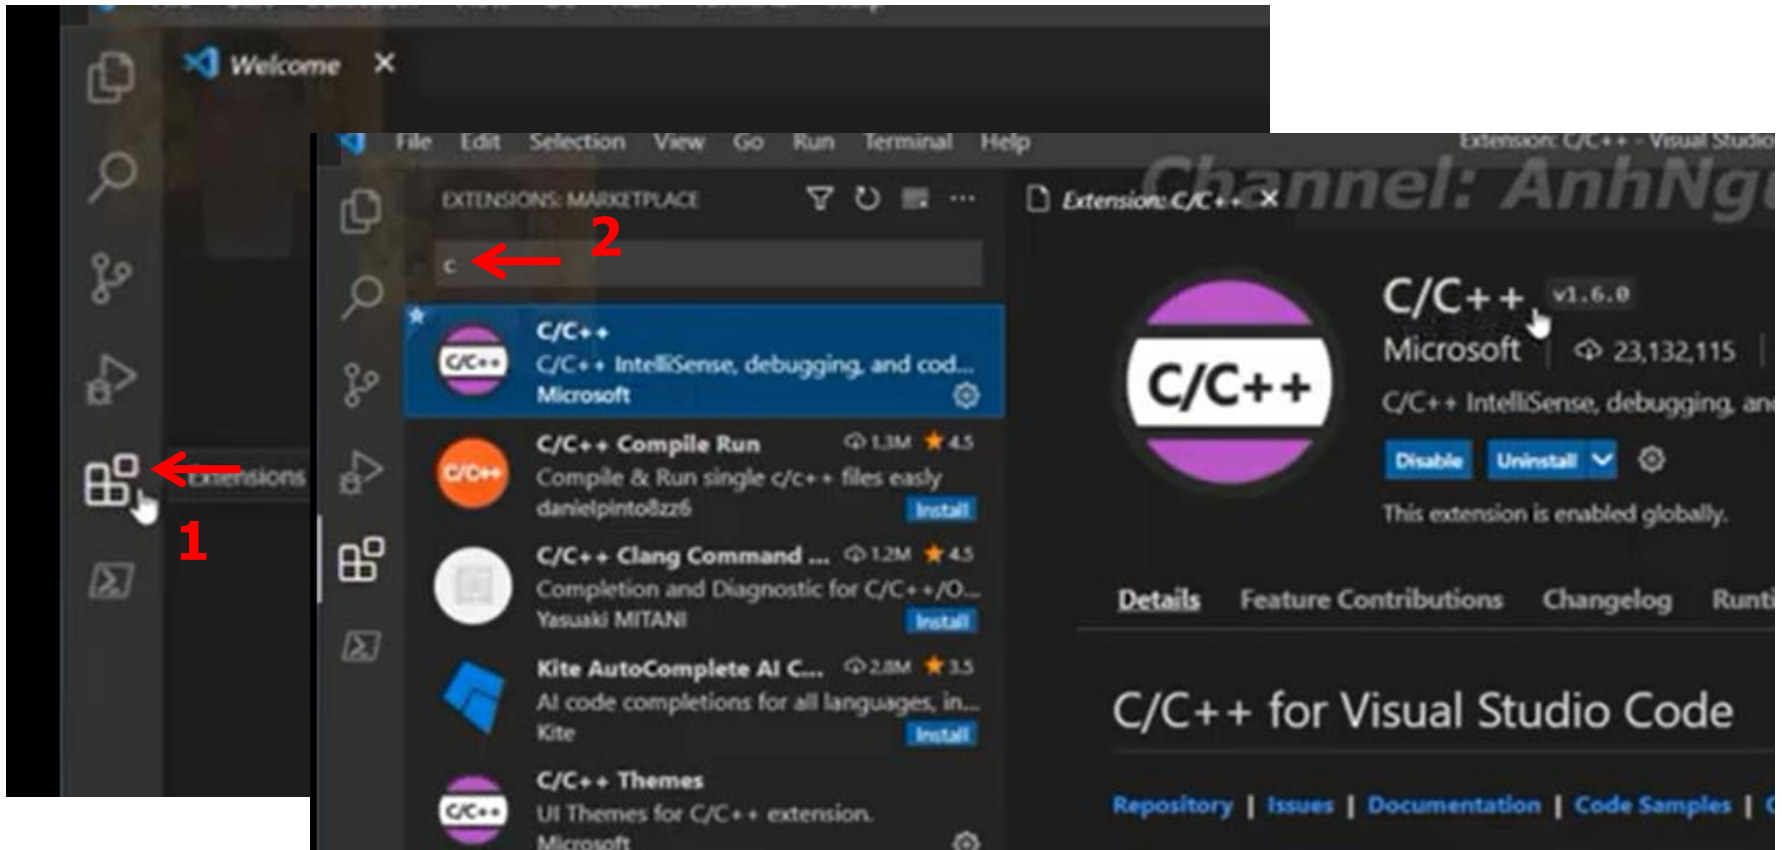 Welcome
Extensions
1
File Edit Selection View Go Run Terminal Help
Extension: C/C++ - Visual Studio
Channel: AnhNgu
EXTENSIONS: MARKETPLACE
2
c
C/C++
C/C++ IntelliSense, debugging, and cod...
Microsoft
C/C++ Compile Run 1.3M 4.5
Compile & Run single c/c++ files easly
danielpinto8zz6 Install
C/C++ Clang Command ... 1.2M 4.5
Completion and Diagnostic for C/C++/O...
Yasuaki MITANI Install
Kite AutoComplete AI C... 2.8M 3.5
AI code completions for all languages, in...
Kite Install
C/C++ Themes
UI Themes for C/C++ extension.
Microsoft
Extension: C/C++
C/C++
C/C++ v1.6.0
Microsoft 23,132,115
C/C++ IntelliSense, debugging, and
Disable Uninstall
This extension is enabled globally.
Details Feature Contributions Changelog Runti
C/C++ for Visual Studio Code
Repository | Issues | Documentation | Code Samples |